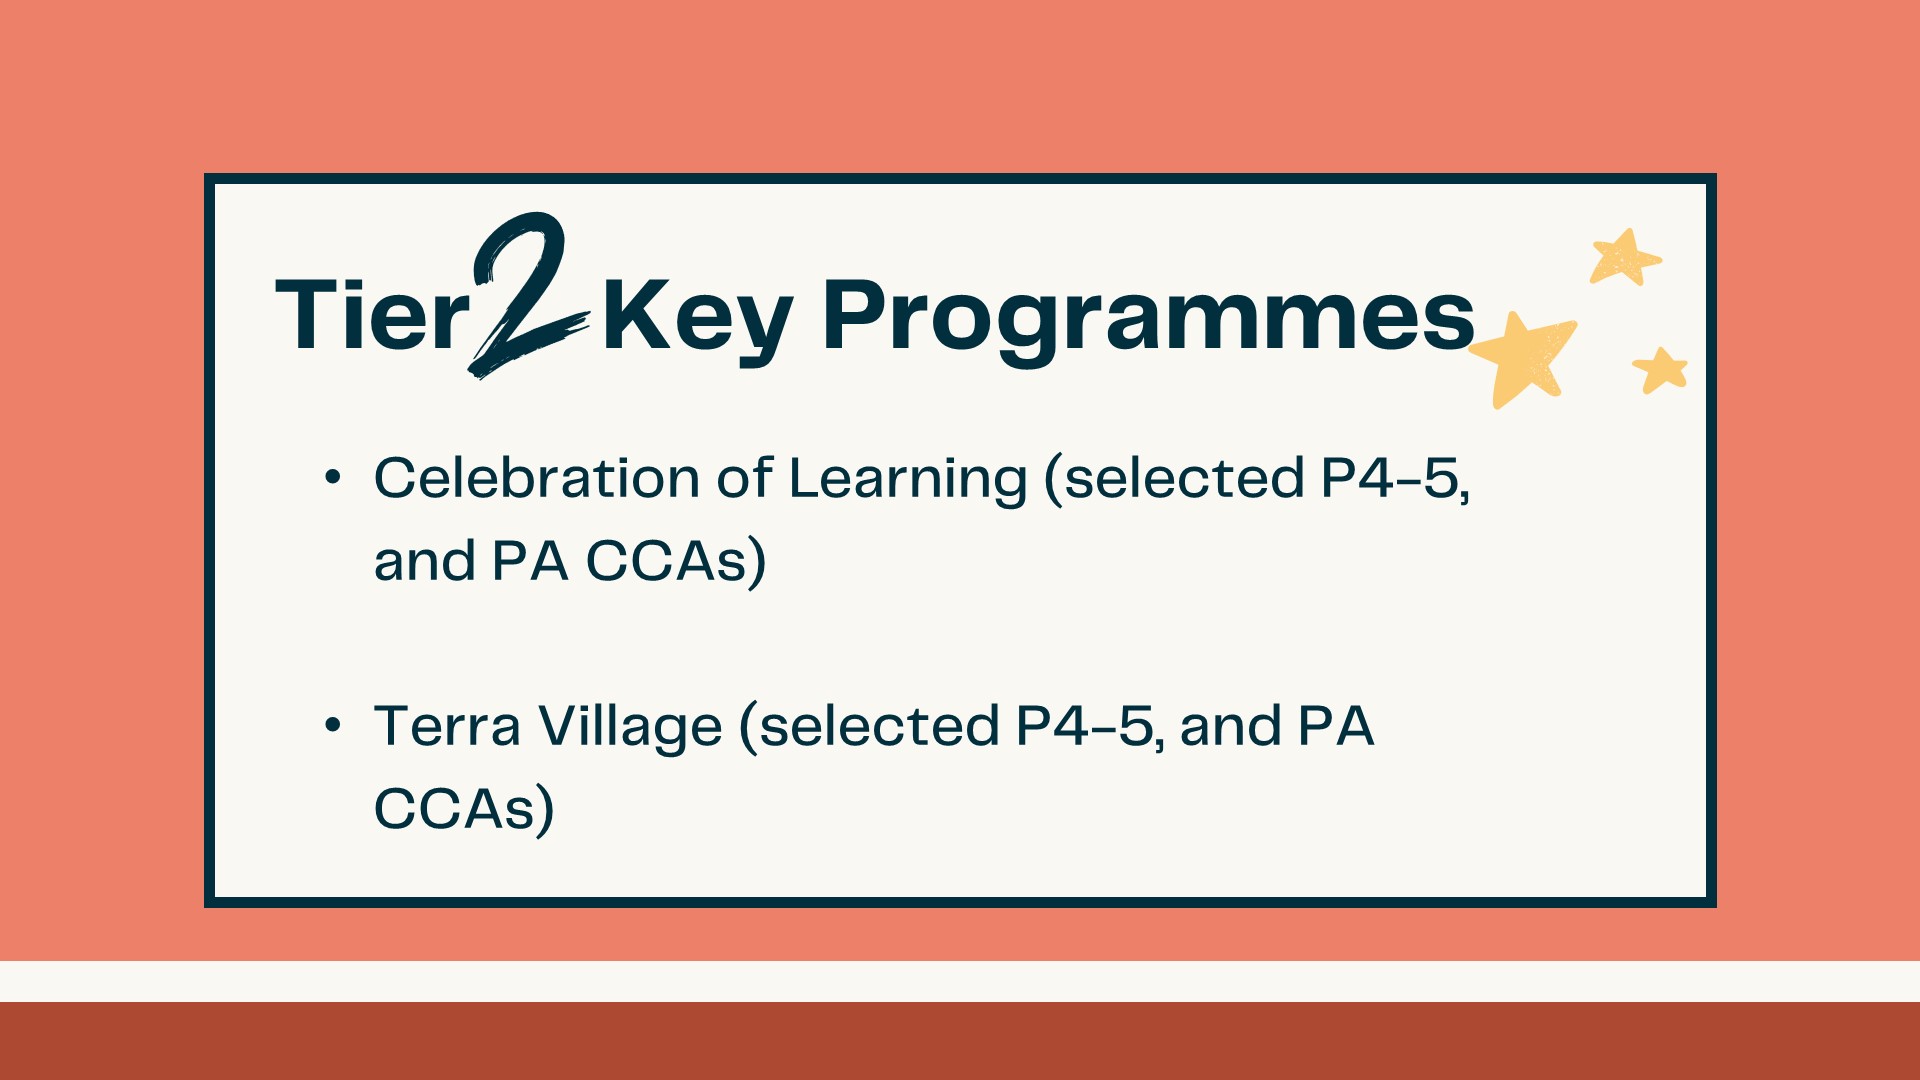 Tier 2 Key Programmes
• Celebration of Learning (selected P4-5,
and PA CCAs)
• Terra Village (selected P4-5, and PA
CCAs)